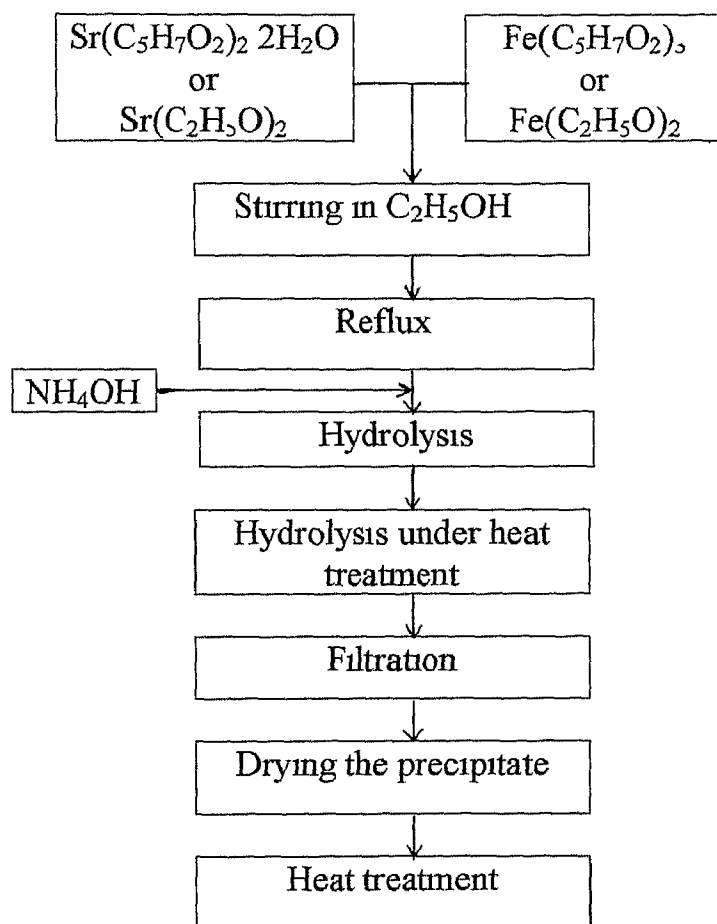 Sr(C₅H₇O₂)₂ 2H₂O
or
Sr(C₂H₅O)₂
Fe(C₅H₇O₂)₃
or
Fe(C₂H₅O)₂
Stirring in C₂H₅OH
Reflux
NH₄OH
Hydrolysis
Hydrolysis under heat
treatment
Filtration
Drying the precipitate
Heat treatment